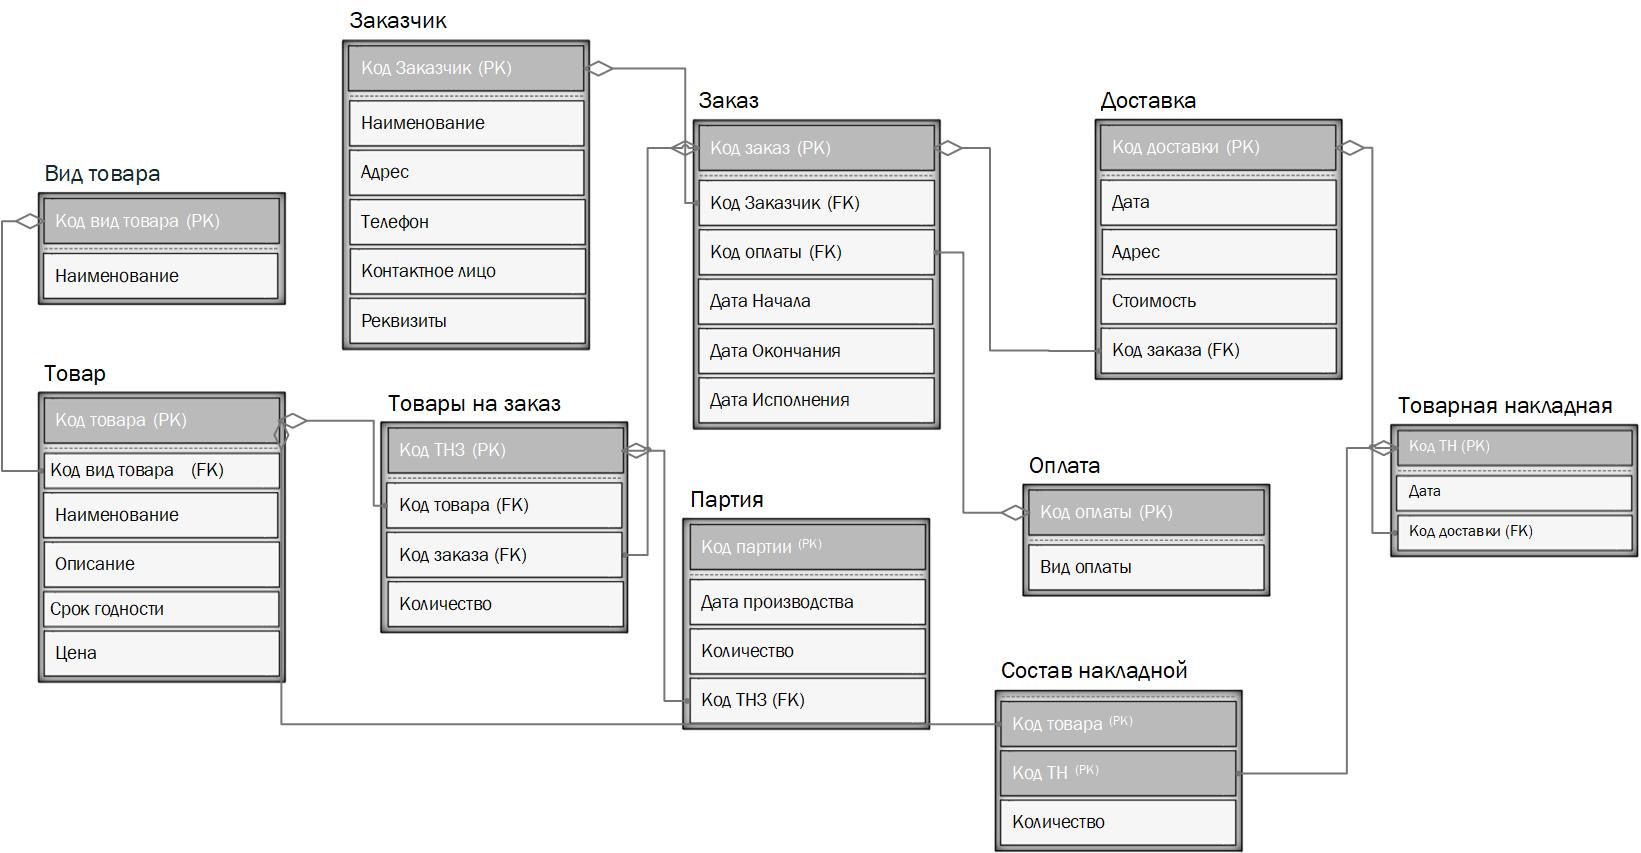 Заказчик
Код Заказчик (PK)
Наименование
Адрес
Телефон
Контактное лицо
Реквизиты
Заказ
Код заказ (PK)
Код Заказчик (FK)
Код оплаты (FK)
Дата Начала
Дата Окончания
Дата Исполнения
Доставка
Код доставки (PK)
Дата
Адрес
Стоимость
Код заказа (FK)
Вид товара
Код вид товара (PK)
Наименование
Товар
Код товара (PK)
Код вид товара (FK)
Наименование
Описание
Срок годности
Цена
Товары на заказ
Код ТНЗ (PK)
Код товара (FK)
Код заказа (FK)
Количество
Партия
Код партии (PK)
Дата производства
Количество
Код ТНЗ (FK)
Оплата
Код оплаты (PK)
Вид оплаты
Товарная накладная
Код ТН (PK)
Дата
Код доставки (FK)
Состав накладной
Код товара (PK)
Код ТН (PK)
Количество